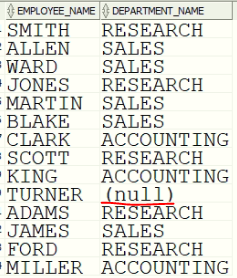 EMPLOYEE_NAME DEPARTMENT_NAME
SMITH RESEARCH
ALLEN SALES
WARD SALES
JONES RESEARCH
MARTIN SALES
BLAKE SALES
CLARK ACCOUNTING
SCOTT RESEARCH
KING ACCOUNTING
TURNER (null)
ADAMS RESEARCH
JAMES SALES
FORD RESEARCH
MILLER ACCOUNTING